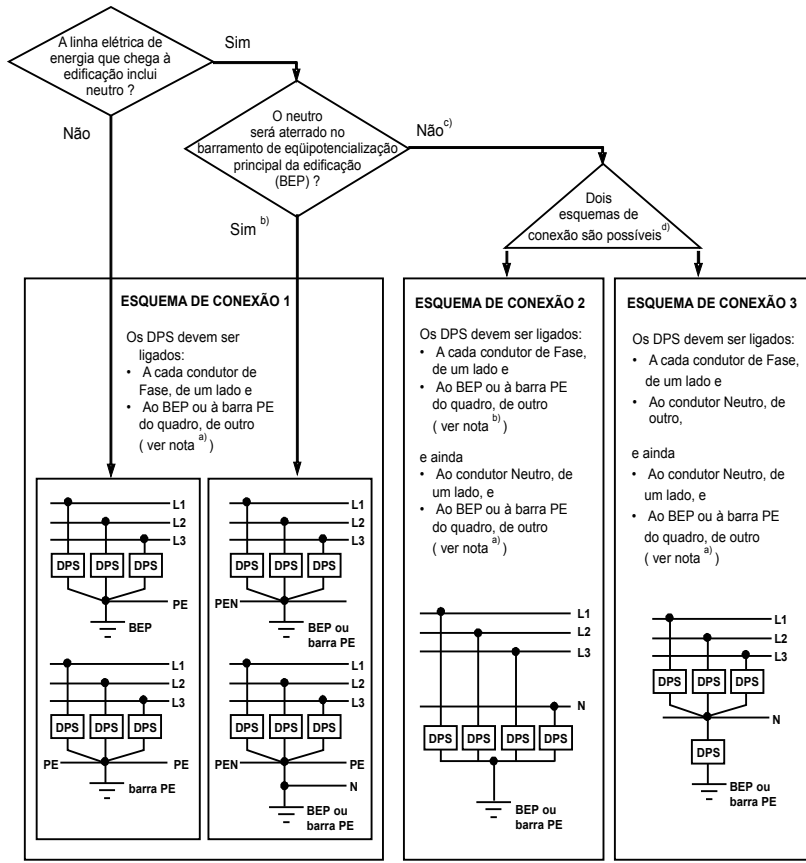 A linha elétrica de
energia que chega à
edificação inclui
neutro ?
Sim
Não
O neutro
será aterrado no
barramento de eqüipotencialização
principal da edificação
(BEP) ?
Não c)
Sim b)
Dois
esquemas de
conexão são possíveis d)
ESQUEMA DE CONEXÃO 1
Os DPS devem ser
ligados:
• A cada condutor de
Fase, de um lado e
• Ao BEP ou à barra PE
do quadro, de outro
( ver nota a) )
L1
L2
L3
DPS DPS DPS
PE
BEP
L1
L2
L3
DPS DPS DPS
PE PE
barra PE
L1
L2
L3
DPS DPS DPS
PEN
BEP ou
barra PE
L1
L2
L3
DPS DPS DPS
PEN PE
N
BEP ou
barra PE
ESQUEMA DE CONEXÃO 2
Os DPS devem ser ligados:
• A cada condutor de Fase,
de um lado e
• Ao BEP ou à barra PE
do quadro, de outro
( ver nota b) )
e ainda
• Ao condutor Neutro, de
um lado, e
• Ao BEP ou à barra PE
do quadro, de outro
( ver nota a) )
L1
L2
L3
N
DPS DPS DPS DPS
BEP ou
barra PE
ESQUEMA DE CONEXÃO 3
Os DPS devem ser ligados:
• A cada condutor de Fase,
de um lado e
• Ao condutor Neutro, de
outro,
e ainda
• Ao condutor Neutro, de
um lado, e
• Ao BEP ou à barra PE
do quadro, de outro
( ver nota a) )
L1
L2
L3
DPS DPS DPS
N
DPS
BEP ou
barra PE